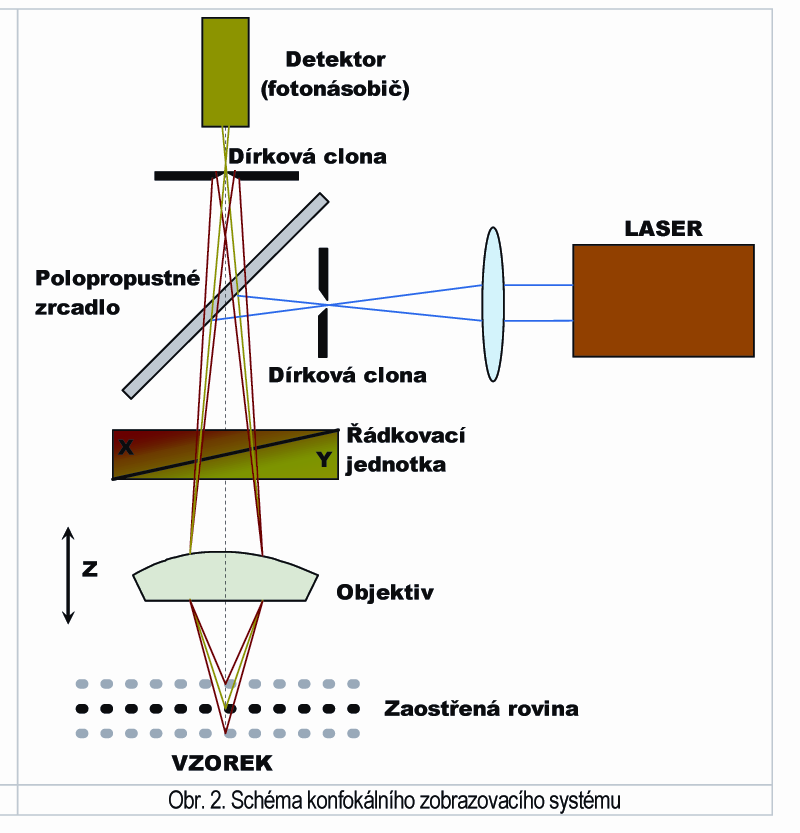 Detektor
(fotonásobič)
Dírková clona
LASER
Polopropustné
zrcadlo
Dírková clona
X
Y
Řádkovací
jednotka
Z
Objektiv
Zaostřená rovina
VZOREK
Obr. 2. Schéma konfokálního zobrazovacího systému